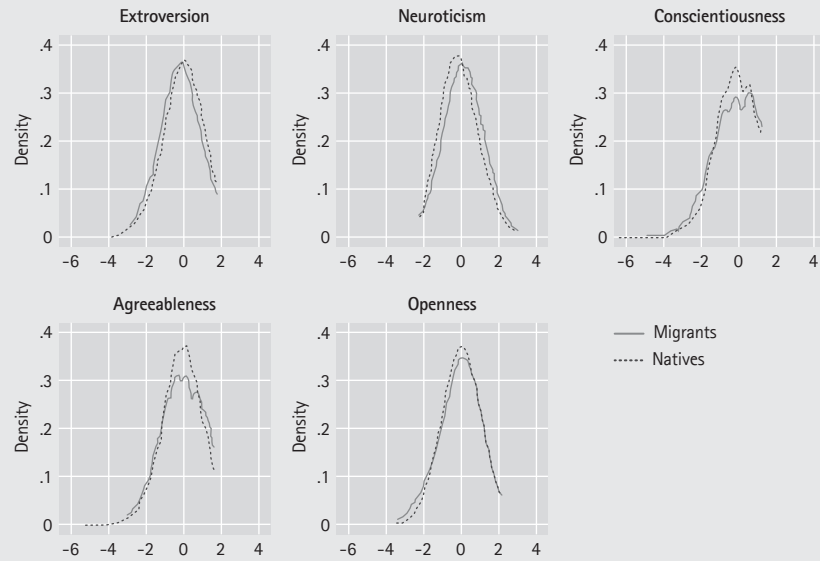 Extroversion
Neuroticism
Conscientiousness
Density
.4
.3
.2
.1
0
-6 -4 -2 0 2 4
Density
.4
.3
.2
.1
0
-6 -4 -2 0 2 4
Density
.4
.3
.2
.1
0
-6 -4 -2 0 2 4
Agreeableness
Openness
Density
.4
.3
.2
.1
0
-6 -4 -2 0 2 4
Density
.4
.3
.2
.1
0
-6 -4 -2 0 2 4
Migrants
Natives